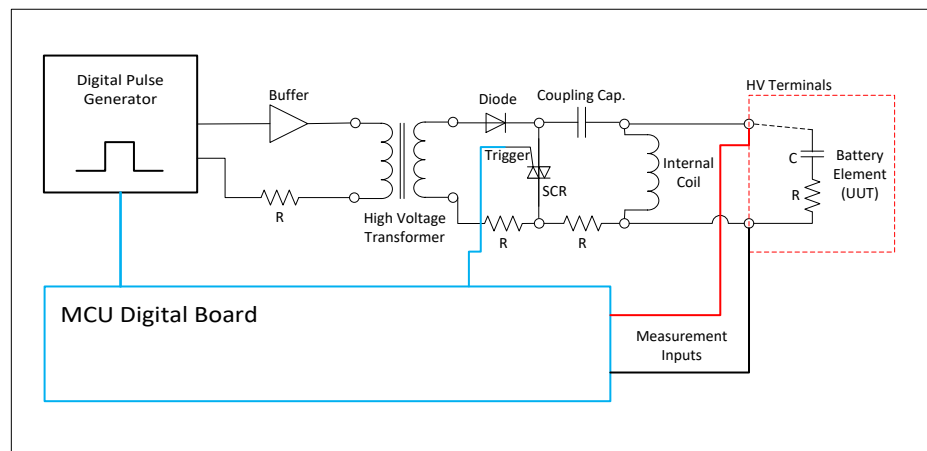 Digital Pulse
Generator
Buffer
R
High Voltage
Transformer
Diode
Trigger
SCR
R
R
Coupling Cap.
Internal
Coil
HV Terminals
C
R
Battery
Element
(UUT)
MCU Digital Board
Measurement
Inputs